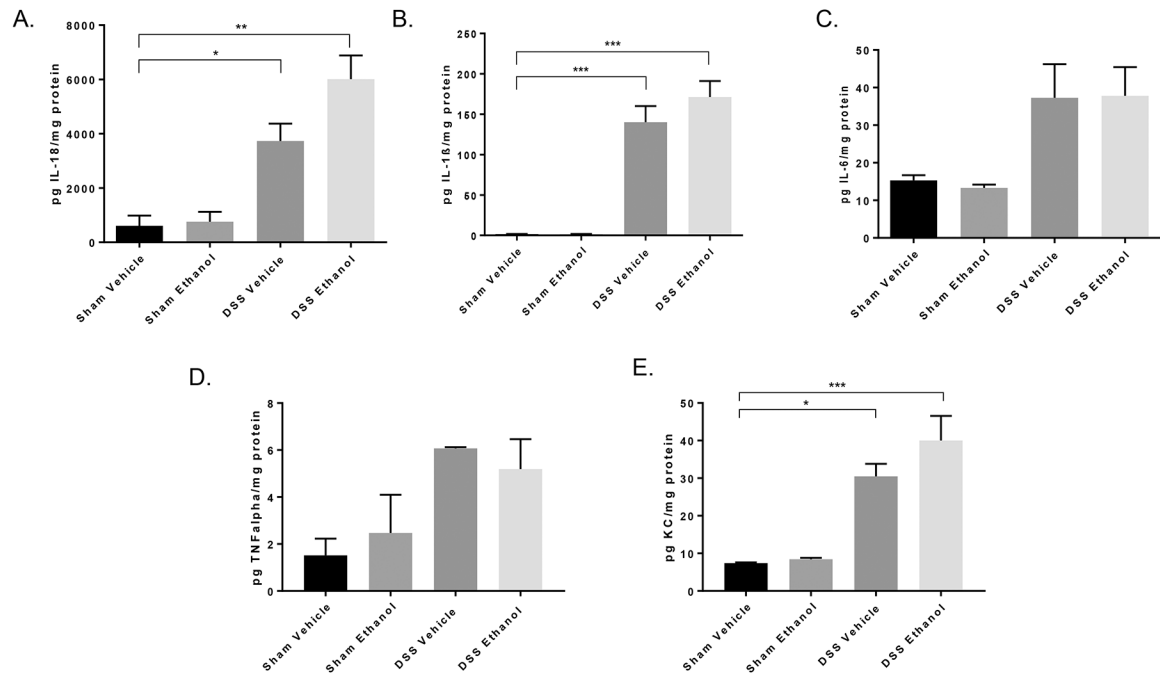 A.
pg IL-18/mg protein
8000
6000
4000
2000
0
**
*
Sham Vehicle
Sham Ethanol
DSS Vehicle
DSS Ethanol
B.
pg IL-1ß/mg protein
250
200
150
100
50
0
***
***
Sham Vehicle
Sham Ethanol
DSS Vehicle
DSS Ethanol
C.
pg IL-6/mg protein
50
40
30
20
10
0
Sham Vehicle
Sham Ethanol
DSS Vehicle
DSS Ethanol
D.
pg TNFalpha/mg protein
8
6
4
2
0
Sham Vehicle
Sham Ethanol
DSS Vehicle
DSS Ethanol
E.
pg KC/mg protein
50
40
30
20
10
0
***
*
Sham Vehicle
Sham Ethanol
DSS Vehicle
DSS Ethanol